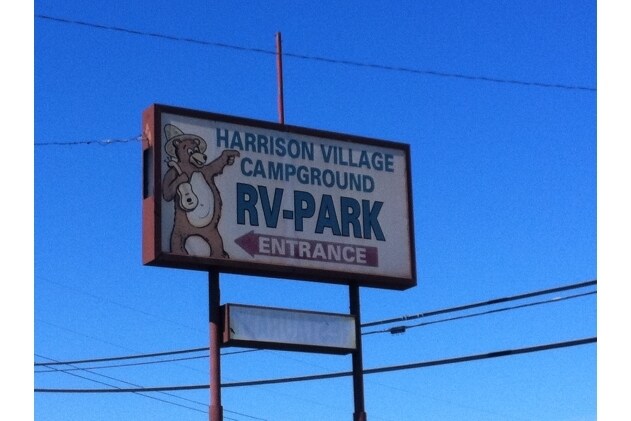 HARRISON VILLAGE
CAMPGROUND
RV-PARK
ENTRANCE